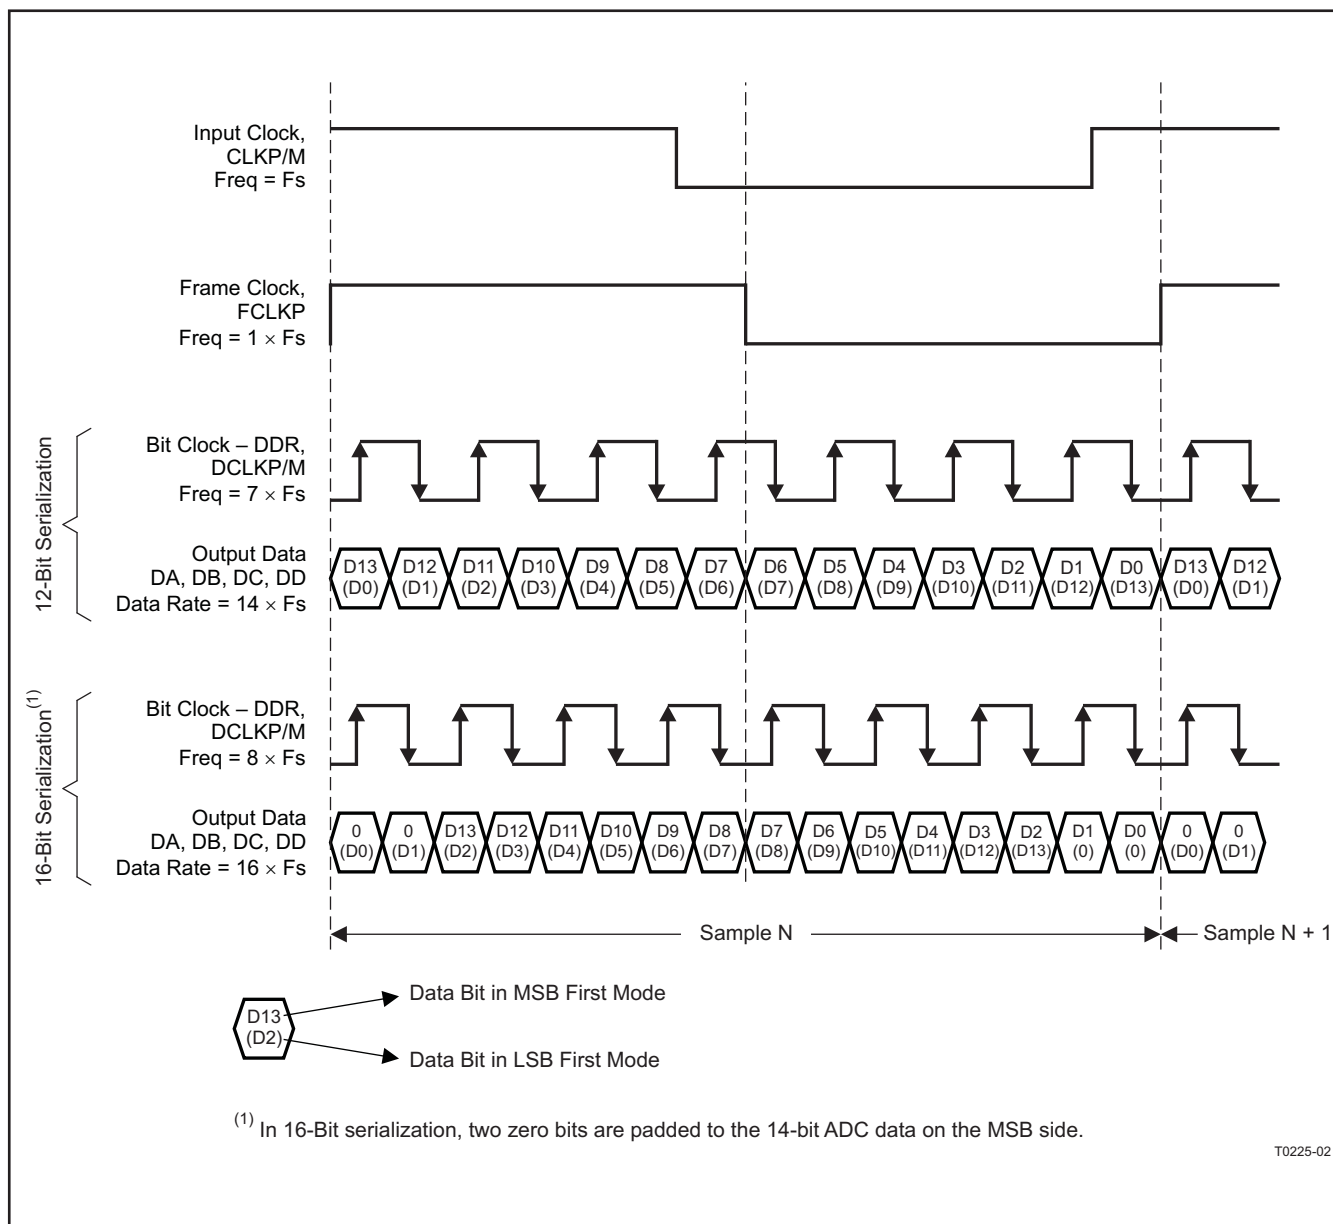 Input Clock,
CLKP/M
Freq = Fs
Frame Clock,
FCLKP
Freq = 1 × Fs
12-Bit Serialization
Bit Clock – DDR,
DCLKP/M
Freq = 7 × Fs
Output Data
DA, DB, DC, DD
Data Rate = 14 × Fs
D13 D12 D11 D10 D9 D8 D7 D6 D5 D4 D3 D2 D1 D0 D13 D12
(D0) (D1) (D2) (D3) (D4) (D5) (D6) (D7) (D8) (D9) (D10) (D11) (D12) (D13) (D0) (D1)
16-Bit Serialization(1)
Bit Clock – DDR,
DCLKP/M
Freq = 8 × Fs
Output Data
DA, DB, DC, DD
Data Rate = 16 × Fs
0 0 D13 D12 D11 D10 D9 D8 D7 D6 D5 D4 D3 D2 D1 D0 0 0
(D0) (D1) (D2) (D3) (D4) (D5) (D6) (D7) (D8) (D9) (D10) (D11) (D12) (D13) (0) (0) (D0) (D1)
Sample N
Sample N + 1
D13
(D2)
Data Bit in MSB First Mode
Data Bit in LSB First Mode
(1) In 16-Bit serialization, two zero bits are padded to the 14-bit ADC data on the MSB side.
T0225-02